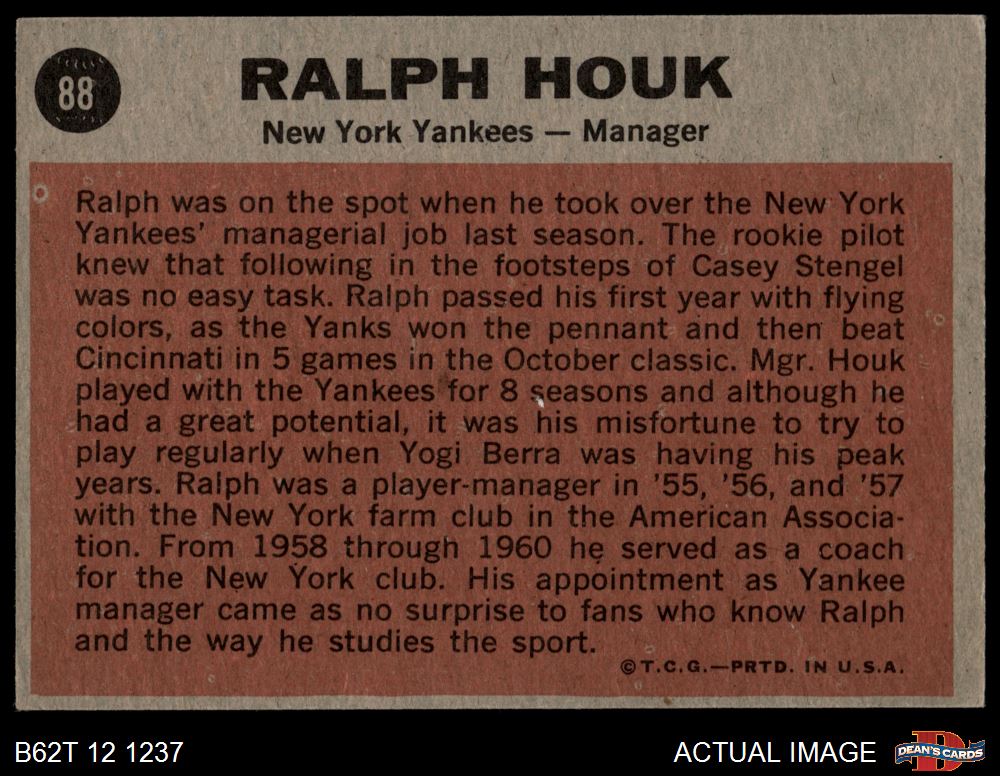 88
RALPH HOUK
New York Yankees — Manager
Ralph was on the spot when he took over the New York
Yankees' managerial job last season. The rookie pilot
knew that following in the footsteps of Casey Stengel
was no easy task. Ralph passed his first year with flying
colors, as the Yanks won the pennant and then beat
Cincinnati in 5 games in the October classic. Mgr. Houk
played with the Yankees for 8 seasons and although he
had a great potential, it was his misfortune to try to
play regularly when Yogi Berra was having his peak
years. Ralph was a player-manager in '55, '56, and '57
with the New York farm club in the American Associa-
tion. From 1958 through 1960 he served as a coach
for the New York club. His appointment as Yankee
manager came as no surprise to fans who know Ralph
and the way he studies the sport.
©T.C.G.—PRTD. IN U.S.A.
B62T 12 1237
ACTUAL IMAGE
D
DEAN'S CARDS